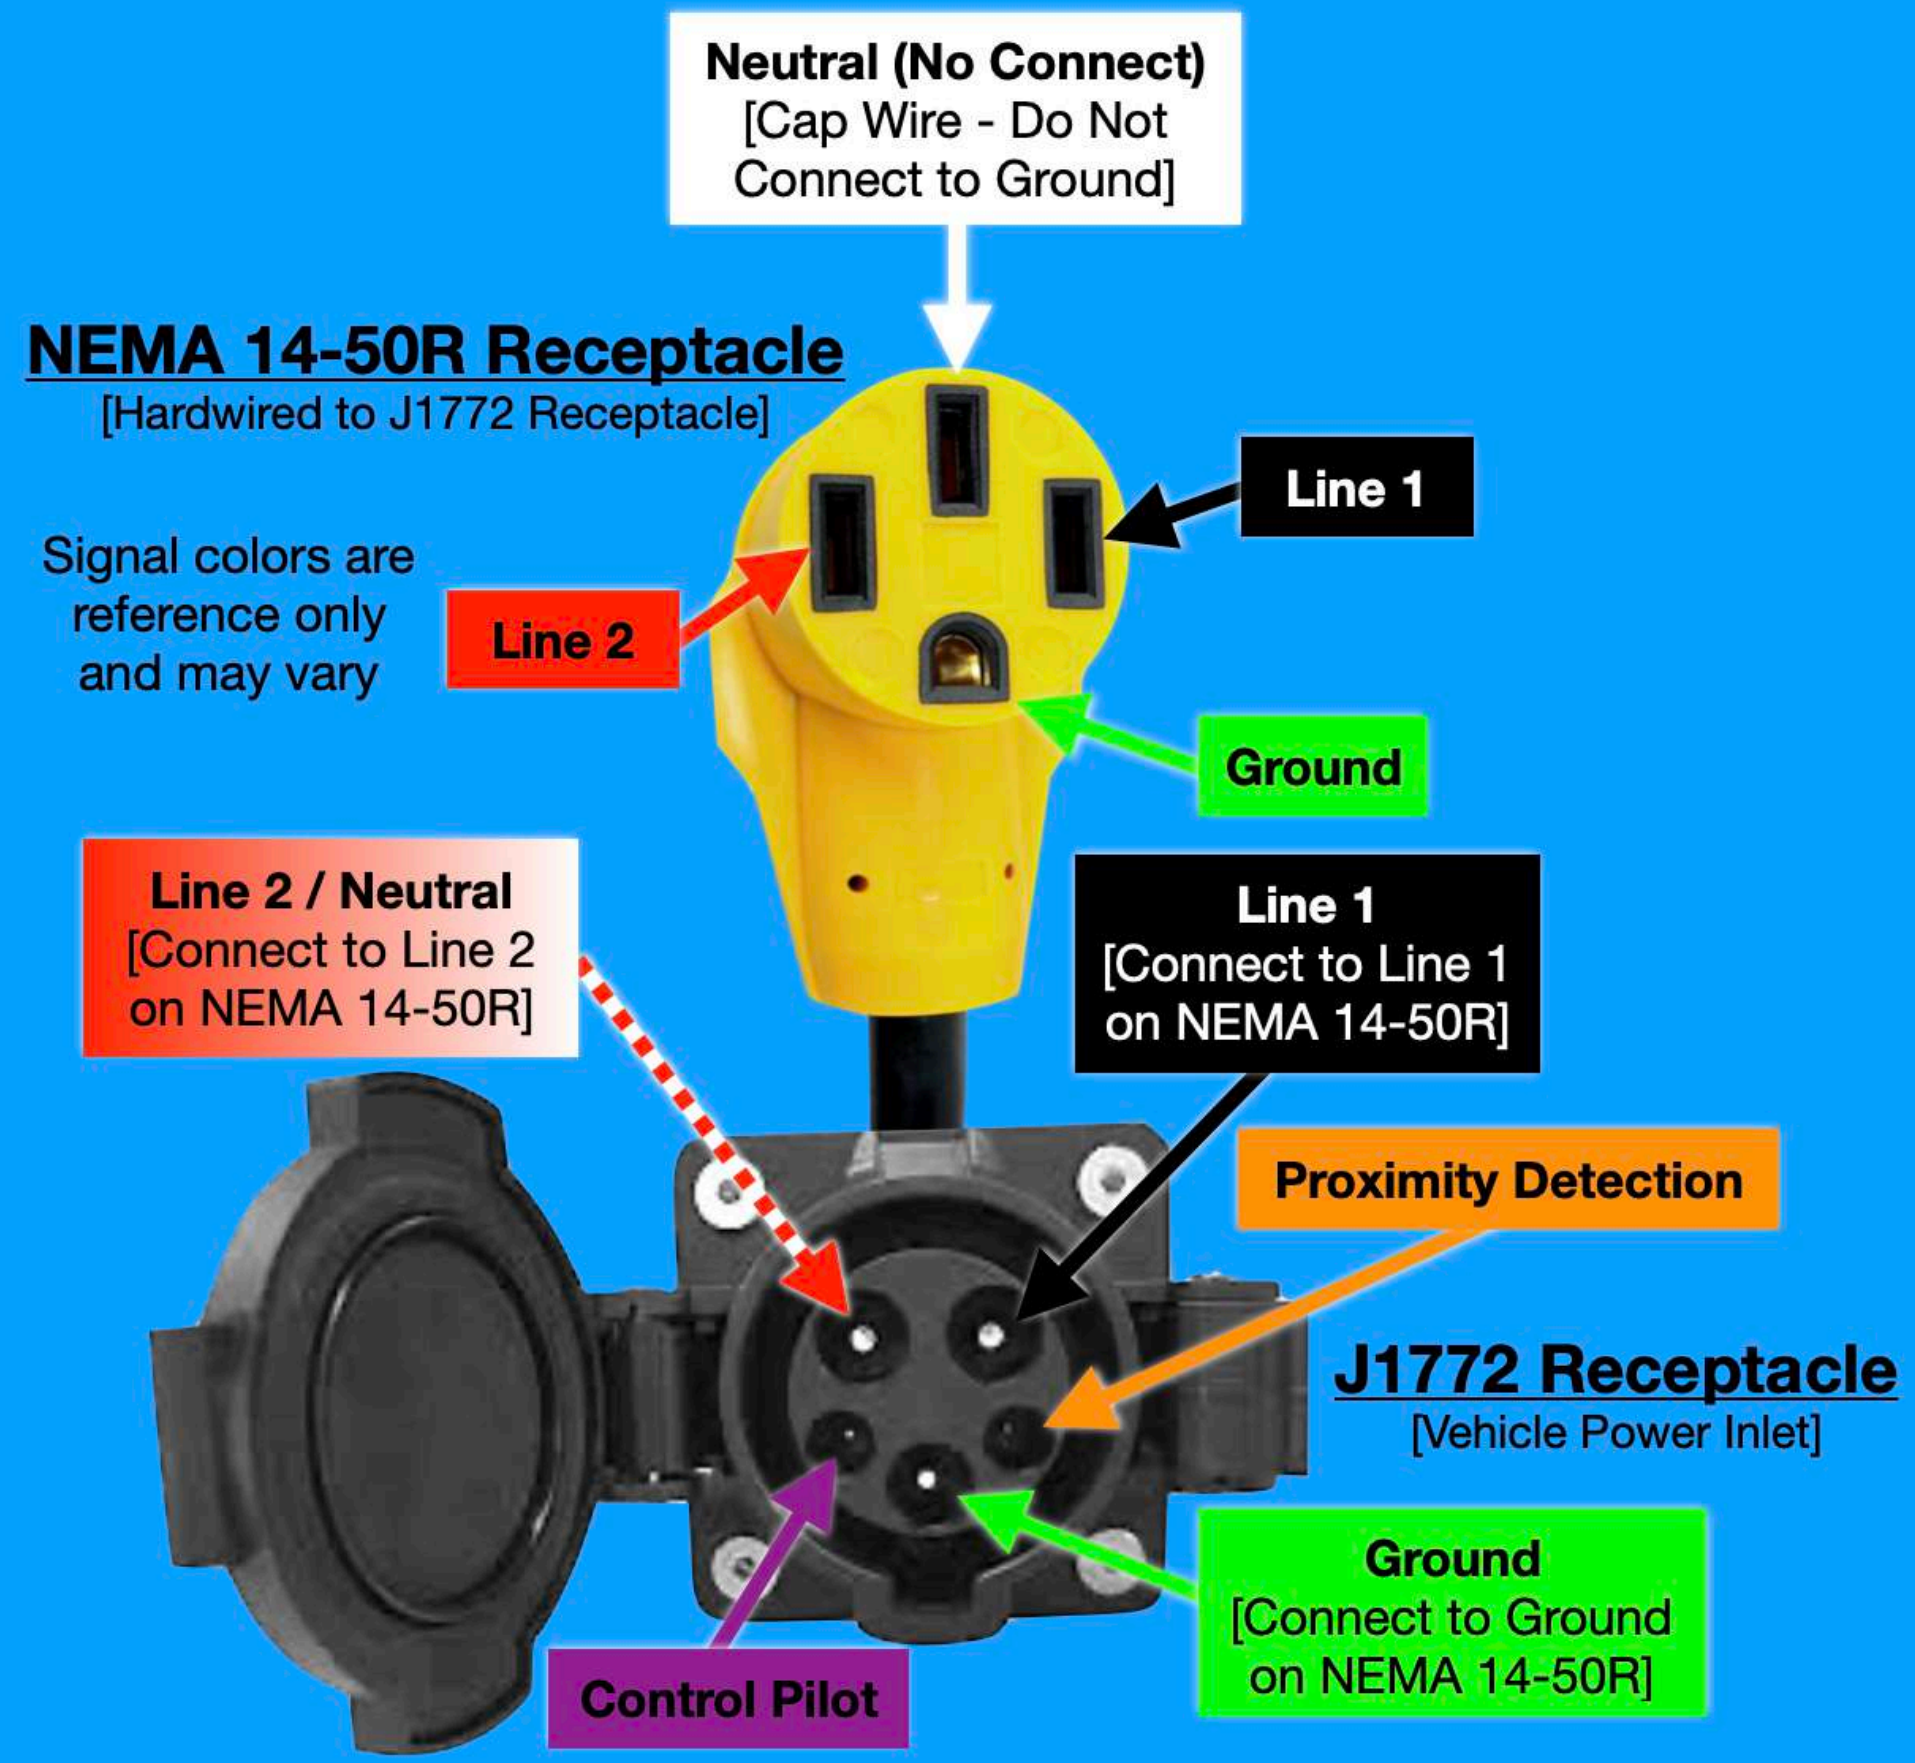 Neutral (No Connect)
[Cap Wire - Do Not
Connect to Ground]
NEMA 14-50R Receptacle
[Hardwired to J1772 Receptacle]
Line 1
Signal colors are
reference only
and may vary
Line 2
Ground
Line 2 / Neutral
[Connect to Line 2
on NEMA 14-50R]
Line 1
[Connect to Line 1
on NEMA 14-50R]
Proximity Detection
J1772 Receptacle
[Vehicle Power Inlet]
Ground
[Connect to Ground
on NEMA 14-50R]
Control Pilot